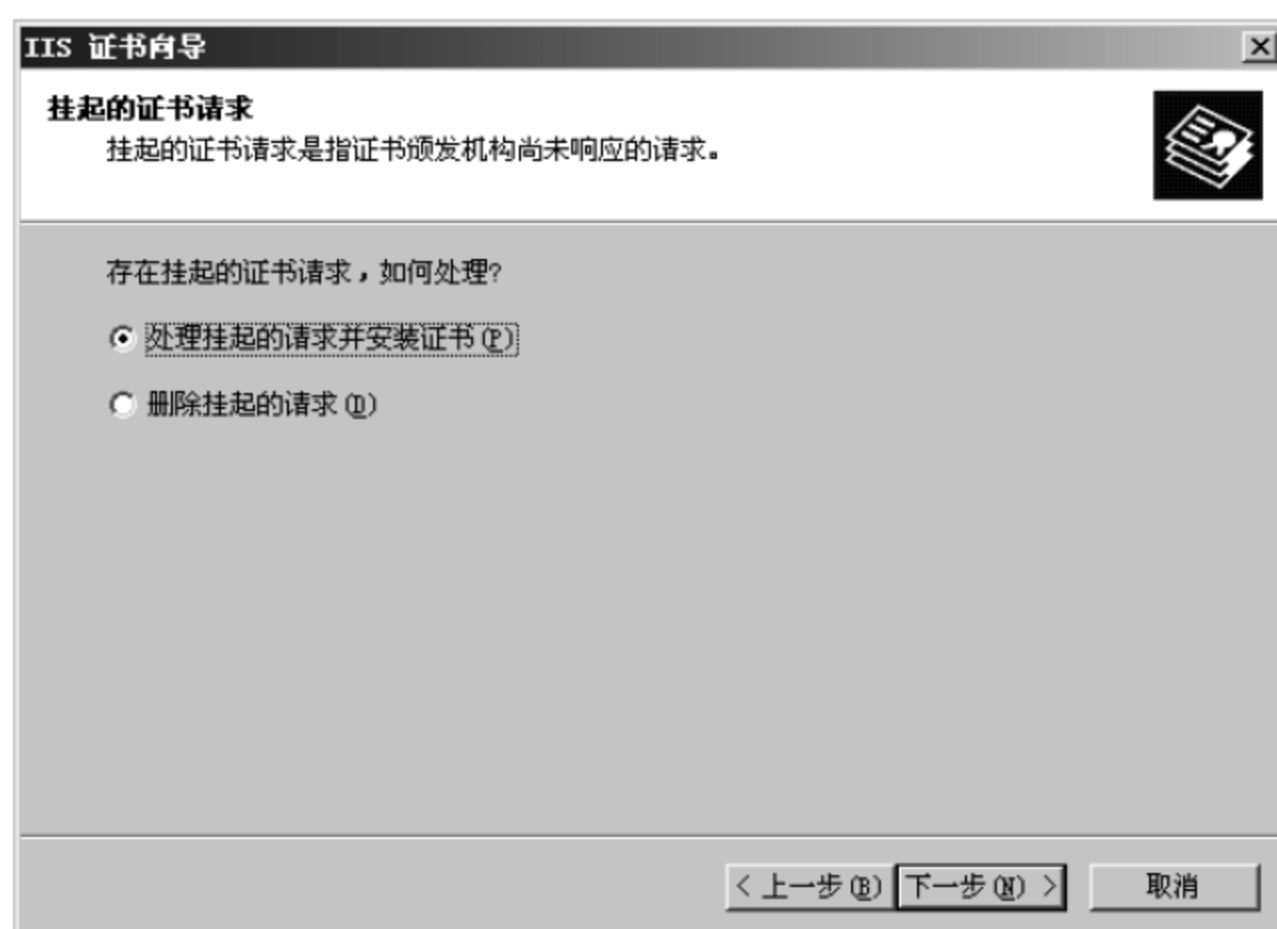 IIS 证书向导
挂起的证书请求
挂起的证书请求是指证书颁发机构尚未响应的请求。
存在挂起的证书请求，如何处理?
处理挂起的请求并安装证书(P)
删除挂起的请求(D)
< 上一步(B) 下一步(N) > 取消